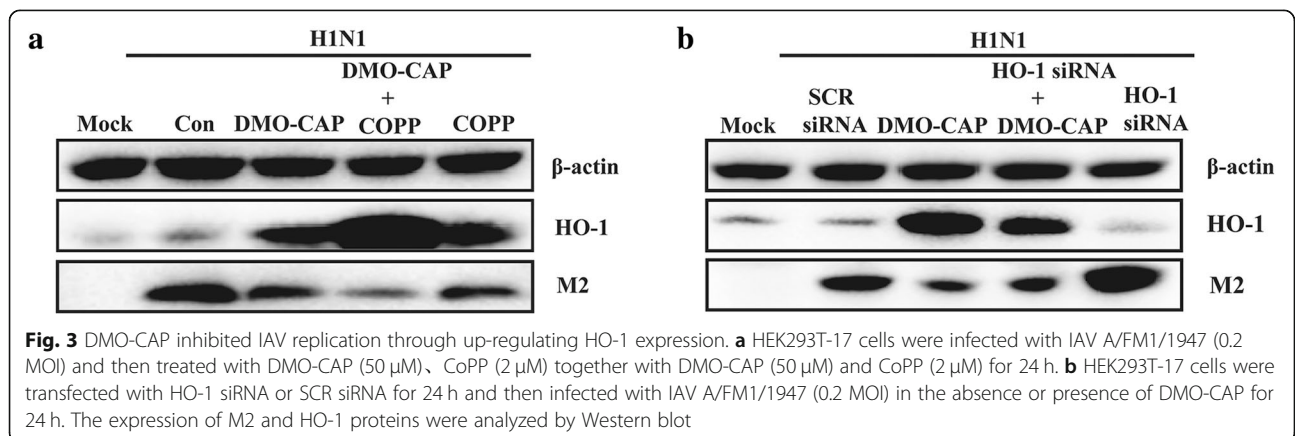 a
H1N1
DMO-CAP
+
Mock Con DMO-CAP COPP COPP
β-actin
HO-1
M2
b
H1N1
HO-1 siRNA
SCR + HO-1
Mock siRNA DMO-CAP DMO-CAP siRNA
β-actin
HO-1
M2
Fig. 3 DMO-CAP inhibited IAV replication through up-regulating HO-1 expression. a HEK293T-17 cells were infected with IAV A/FM1/1947 (0.2
MOI) and then treated with DMO-CAP (50 μM)、CoPP (2 μM) together with DMO-CAP (50 μM) and CoPP (2 μM) for 24 h. b HEK293T-17 cells were
transfected with HO-1 siRNA or SCR siRNA for 24 h and then infected with IAV A/FM1/1947 (0.2 MOI) in the absence or presence of DMO-CAP for
24 h. The expression of M2 and HO-1 proteins were analyzed by Western blot